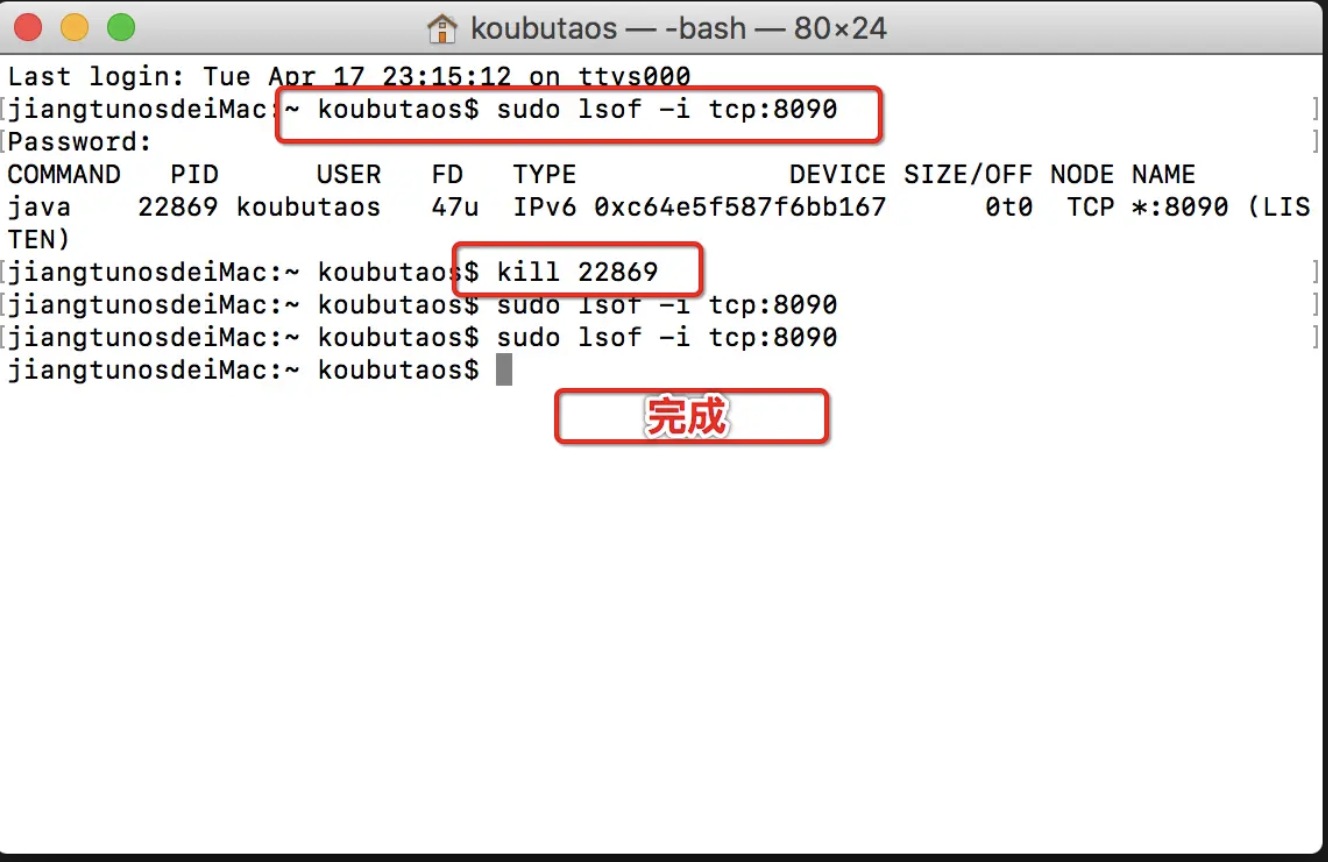 koubutaos — -bash — 80×24
Last login: Tue Apr 17 23:15:12 on ttys000
[jiangtunosdeiMac:~ koubutaos$ sudo lsof -i tcp:8090 ]
[Password: ]
COMMAND PID USER FD TYPE DEVICE SIZE/OFF NODE NAME
java 22869 koubutaos 47u IPv6 0xc64e5f587f6bb167 0t0 TCP *:8090 (LIS
TEN)
[jiangtunosdeiMac:~ koubutaos$ kill 22869 ]
[jiangtunosdeiMac:~ koubutaos$ sudo lsof -i tcp:8090 ]
[jiangtunosdeiMac:~ koubutaos$ sudo lsof -i tcp:8090 ]
jiangtunosdeiMac:~ koubutaos$
完成